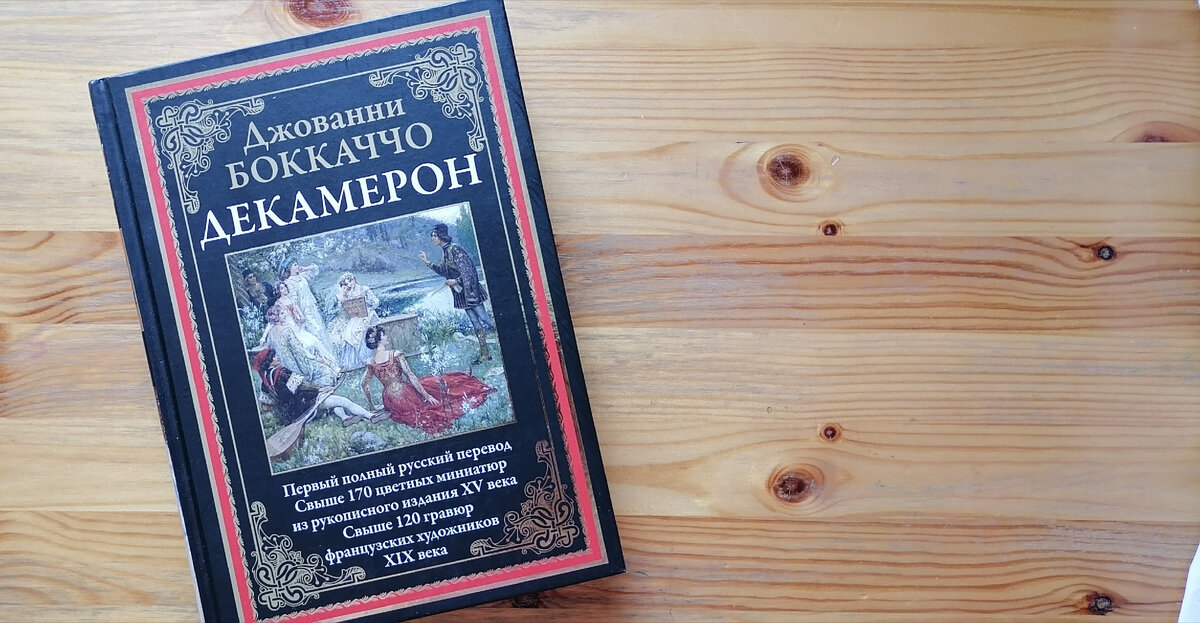 Джованни
БОККАЧЧО
ДЕКАМЕРОН
Первый полный русский перевод
Свыше 170 цветных миниатюр
из рукописного издания XV века
Свыше 120 гравюр
французских художников
XIX века